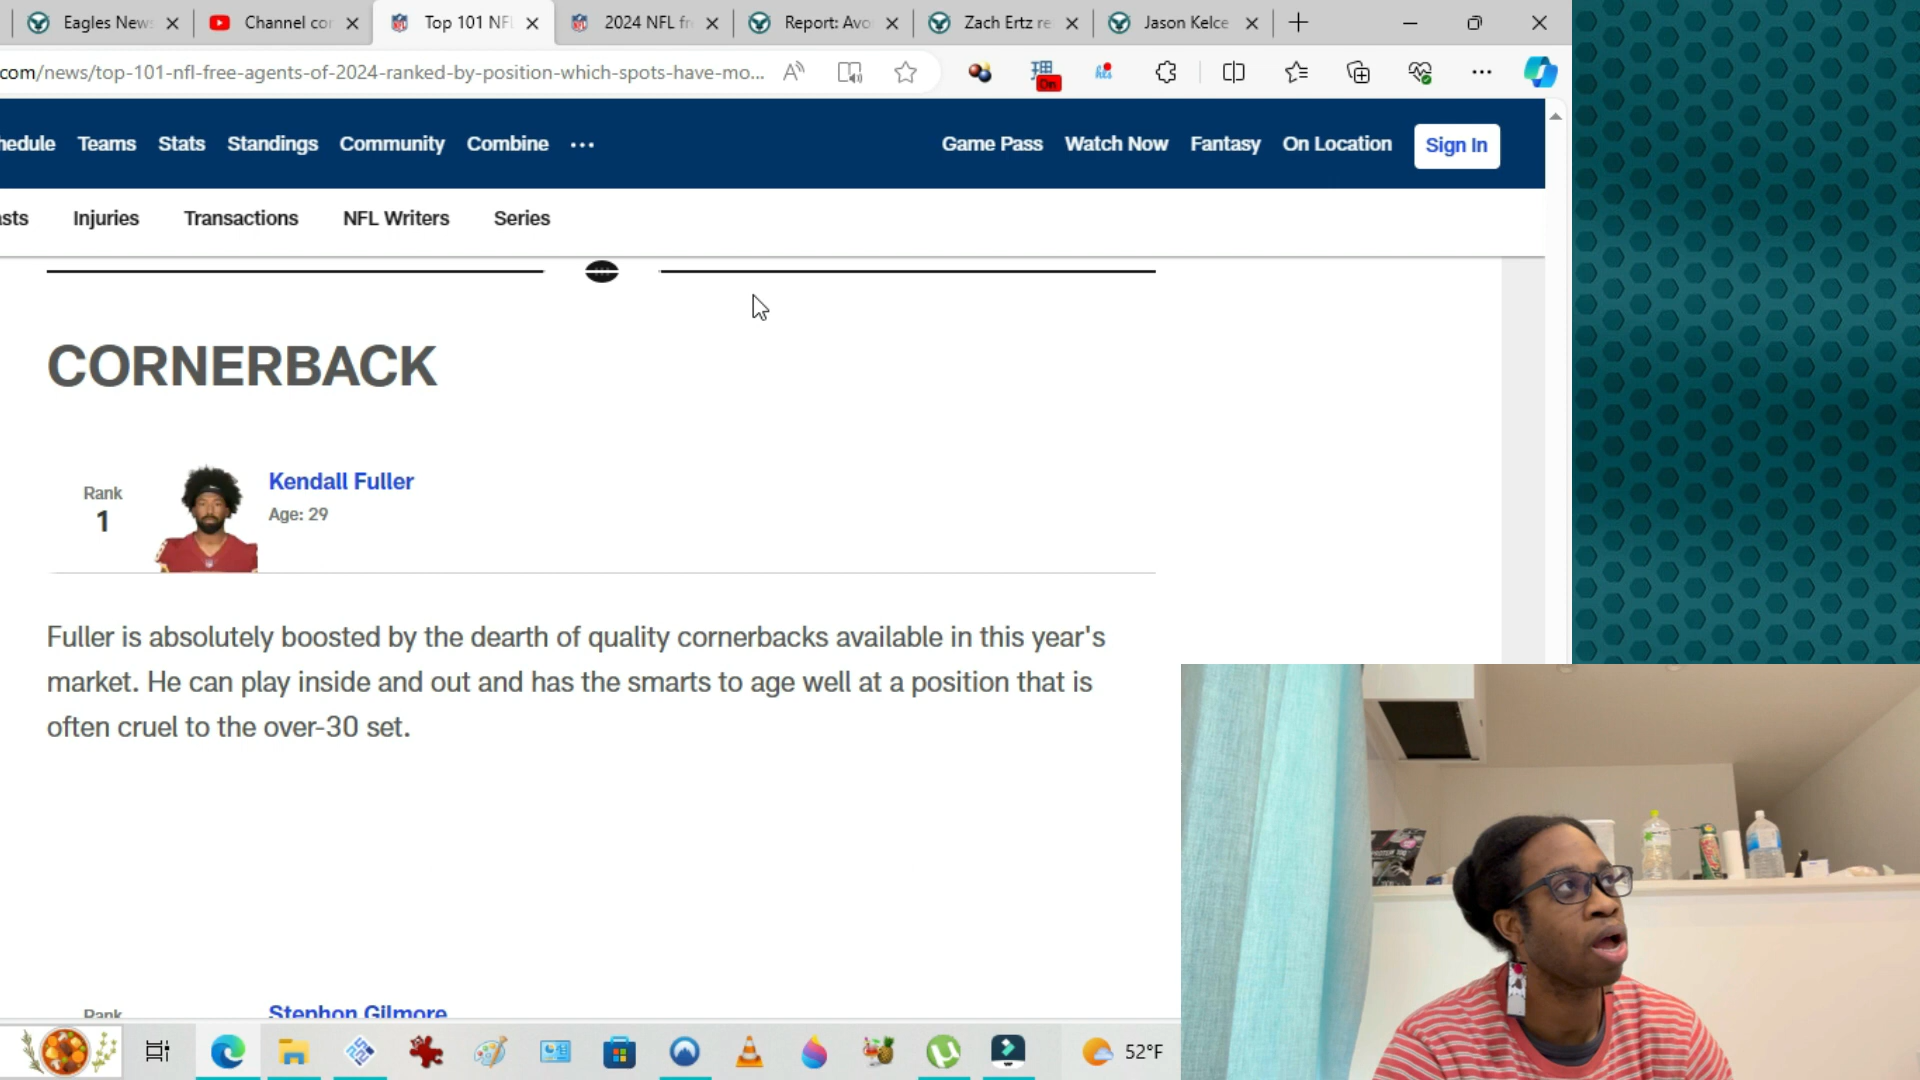 Eagles New
Channel co
Top 101 NF
2024 NFL fr
Report: Avo
Zach Ertz re
Jason Kelce
com/news/top-101-nfl-free-agents-of-2024-ranked-by-position-which-spots-have-mo...
On
hedule
Teams
Stats
Standings
Community
Combine
Game Pass
Watch Now
Fantasy
On Location
Sign In
asts
Injuries
Transactions
NFL Writers
Series
CORNERBACK
Rank
1
Kendall Fuller
Age: 29
Fuller is absolutely boosted by the dearth of quality cornerbacks available in this year's
market. He can play inside and out and has the smarts to age well at a position that is
often cruel to the over-30 set.
Rank
Stephon Gilmore
52°F